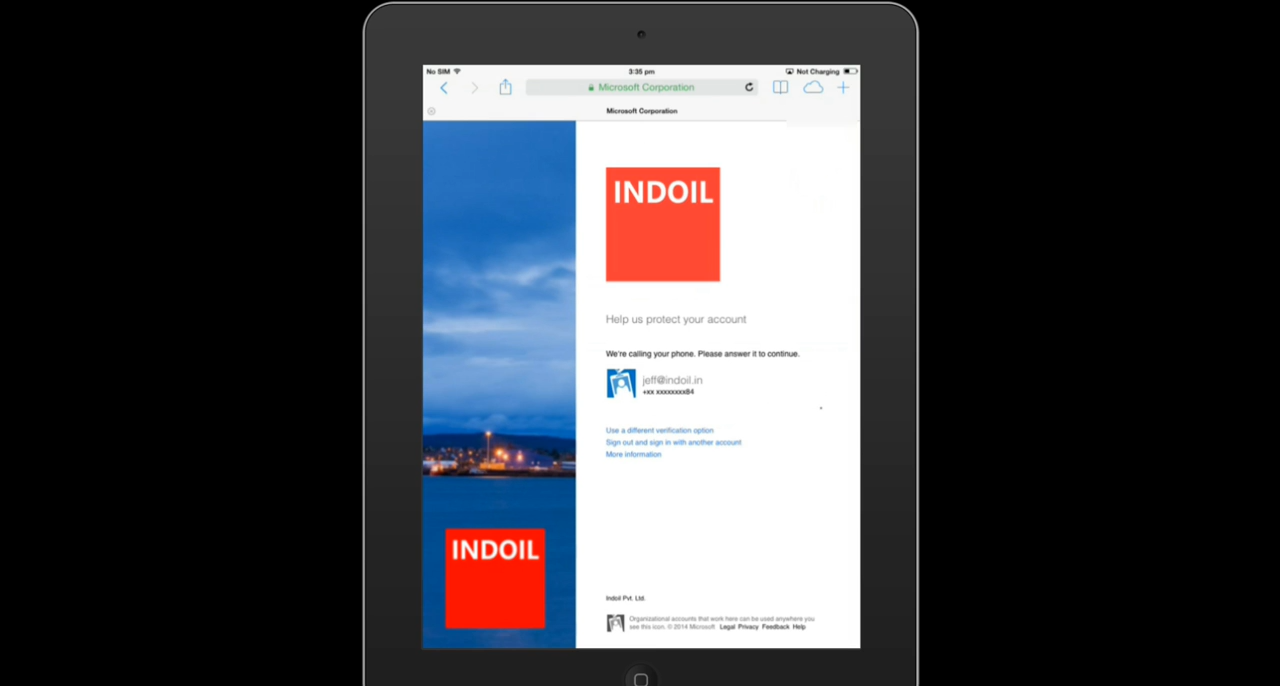 No SIM
3:35 pm
Not Charging
Microsoft Corporation
Microsoft Corporation
INDOIL
Help us protect your account
We're calling your phone. Please answer it to continue.
jeff@indoil.in
+xx xxxxxxxx84
Use a different verification option
Sign out and sign in with another account
More information
INDOIL
Indoil Pvt. Ltd.
Organizational accounts that work here can be used anywhere you
see this icon. © 2014 Microsoft Legal Privacy Feedback Help